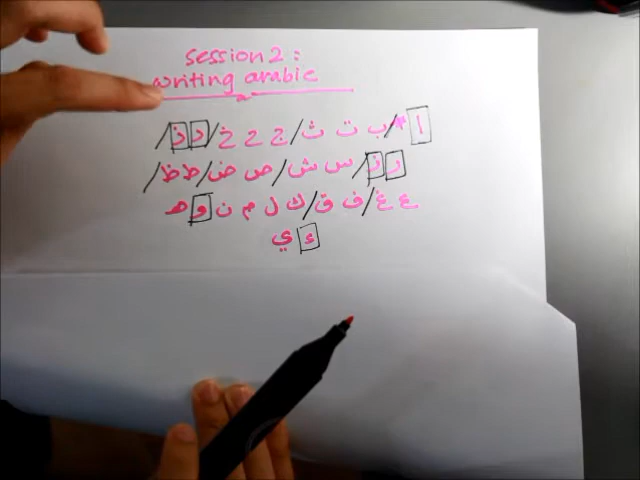 session 2 :
writing arabic
ا * / ب ت ث / ج ح خ / د ذ /
ر ز / س ش / ص ض / ط ظ /
ع غ / ف ق / ك ل م ن و ه
ء ي